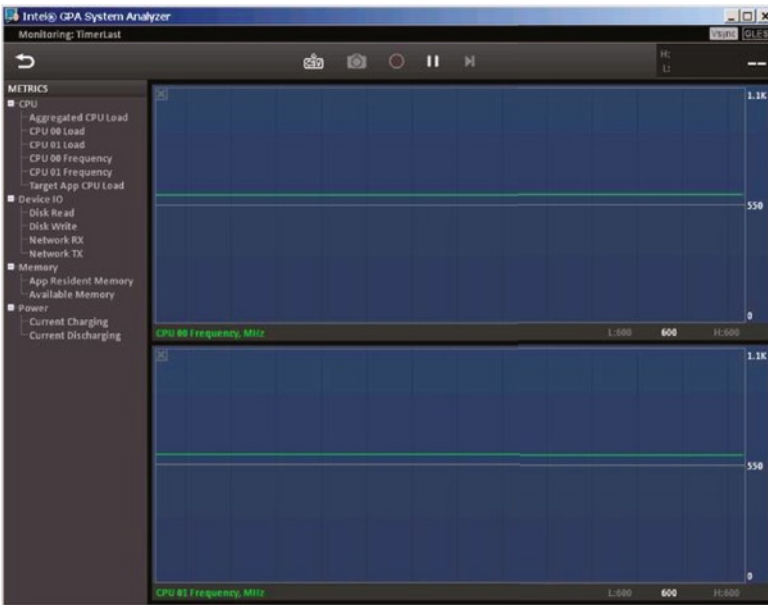 Intel® GPA System Analyzer
Monitoring: TimerLast
Vsync GLES
CSV
H:
L:
--
METRICS
CPU
Aggregated CPU Load
CPU 00 Load
CPU 01 Load
CPU 00 Frequency
CPU 01 Frequency
Target App CPU Load
Device IO
Disk Read
Disk Write
Network RX
Network TX
Memory
App Resident Memory
Available Memory
Power
Current Charging
Current Discharging
1.1K
550
0
CPU 00 Frequency, MHz L:600 600 H:600
1.1K
550
0
CPU 01 Frequency, MHz L:600 600 H:600